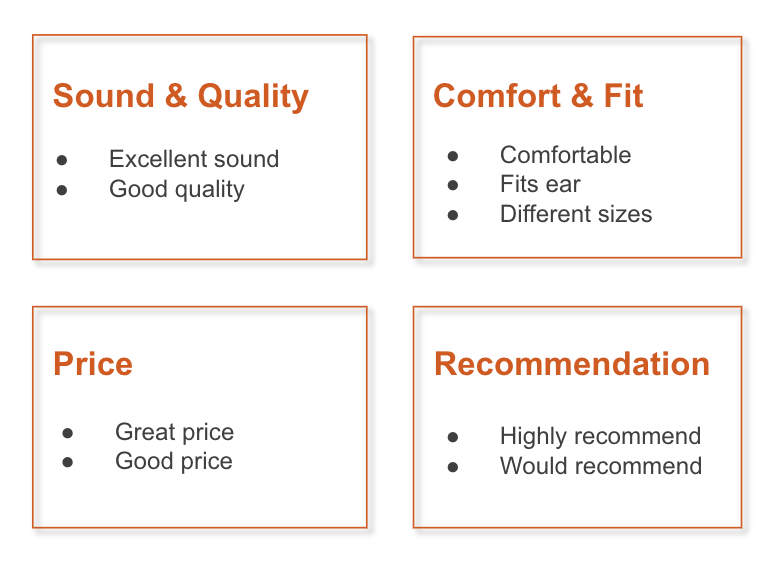 Sound & Quality
● Excellent sound
● Good quality
Comfort & Fit
● Comfortable
● Fits ear
● Different sizes
Price
● Great price
● Good price
Recommendation
● Highly recommend
● Would recommend